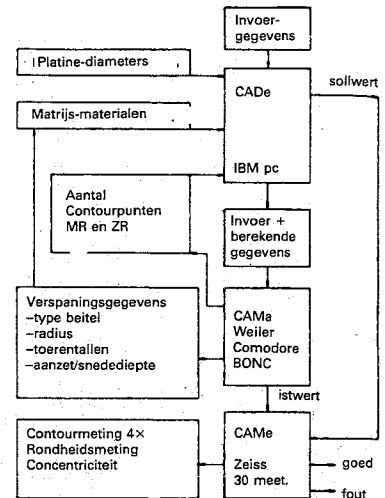 Invoer-
gegevens
Platine-diameters
CADe
sollwert
Matrijs-materialen
IBM pc
Aantal
Contourpunten
MR en ZR
Invoer +
berekende
gegevens
Verspaningsgegevens
–type beitel
–radius
–toerentallen
–aanzet/snedediepte
CAMa
Weiler
Comodore
BONC
istwert
Contourmeting 4×
Rondheidsmeting
Concentriciteit
CAMe
Zeiss
30 meet.
goed
fout